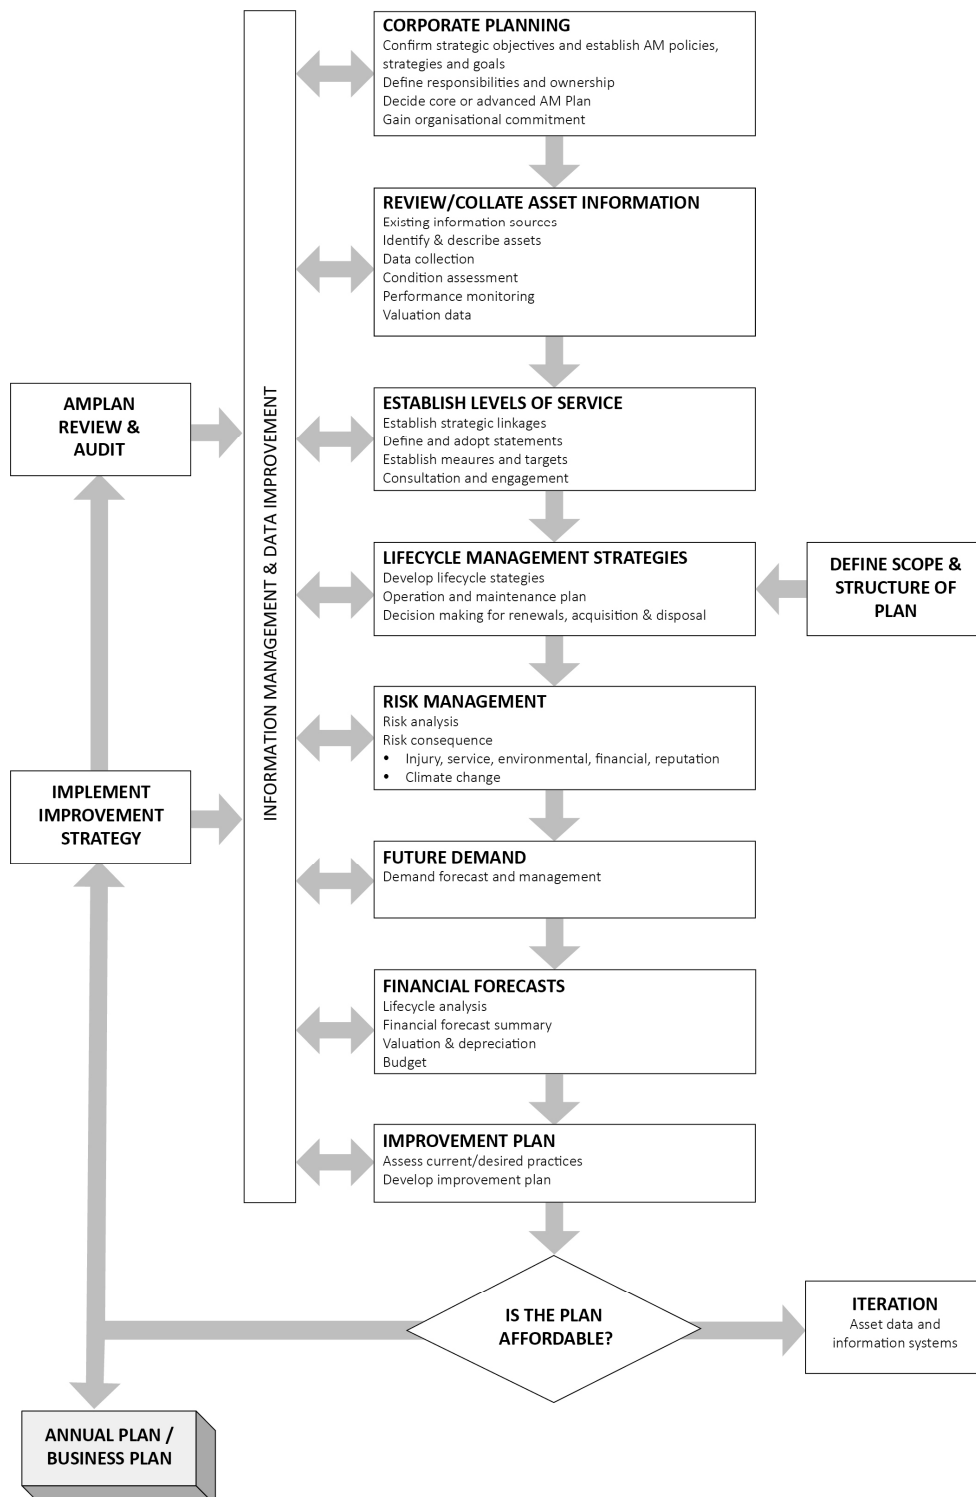 CORPORATE PLANNING
Confirm strategic objectives and establish AM policies,
strategies and goals
Define responsibilities and ownership
Decide core or advanced AM Plan
Gain organisational commitment
REVIEW/COLLATE ASSET INFORMATION
Existing information sources
Identify & describe assets
Data collection
Condition assessment
Performance monitoring
Valuation data
AMPLAN
REVIEW &
AUDIT
INFORMATION MANAGEMENT & DATA IMPROVEMENT
ESTABLISH LEVELS OF SERVICE
Establish strategic linkages
Define and adopt statements
Establish meaures and targets
Consultation and engagement
LIFECYCLE MANAGEMENT STRATEGIES
Develop lifecycle stategies
Operation and maintenance plan
Decision making for renewals, acquisition & disposal
DEFINE SCOPE &
STRUCTURE OF
PLAN
RISK MANAGEMENT
Risk analysis
Risk consequence
• Injury, service, environmental, financial, reputation
• Climate change
IMPLEMENT
IMPROVEMENT
STRATEGY
FUTURE DEMAND
Demand forecast and management
FINANCIAL FORECASTS
Lifecycle analysis
Financial forecast summary
Valuation & depreciation
Budget
IMPROVEMENT PLAN
Assess current/desired practices
Develop improvement plan
IS THE PLAN
AFFORDABLE?
ITERATION
Asset data and
information systems
ANNUAL PLAN /
BUSINESS PLAN